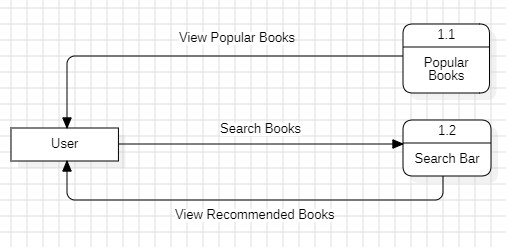 View Popular Books
1.1
Popular
Books
Search Books
1.2
User
Search Bar
View Recommended Books